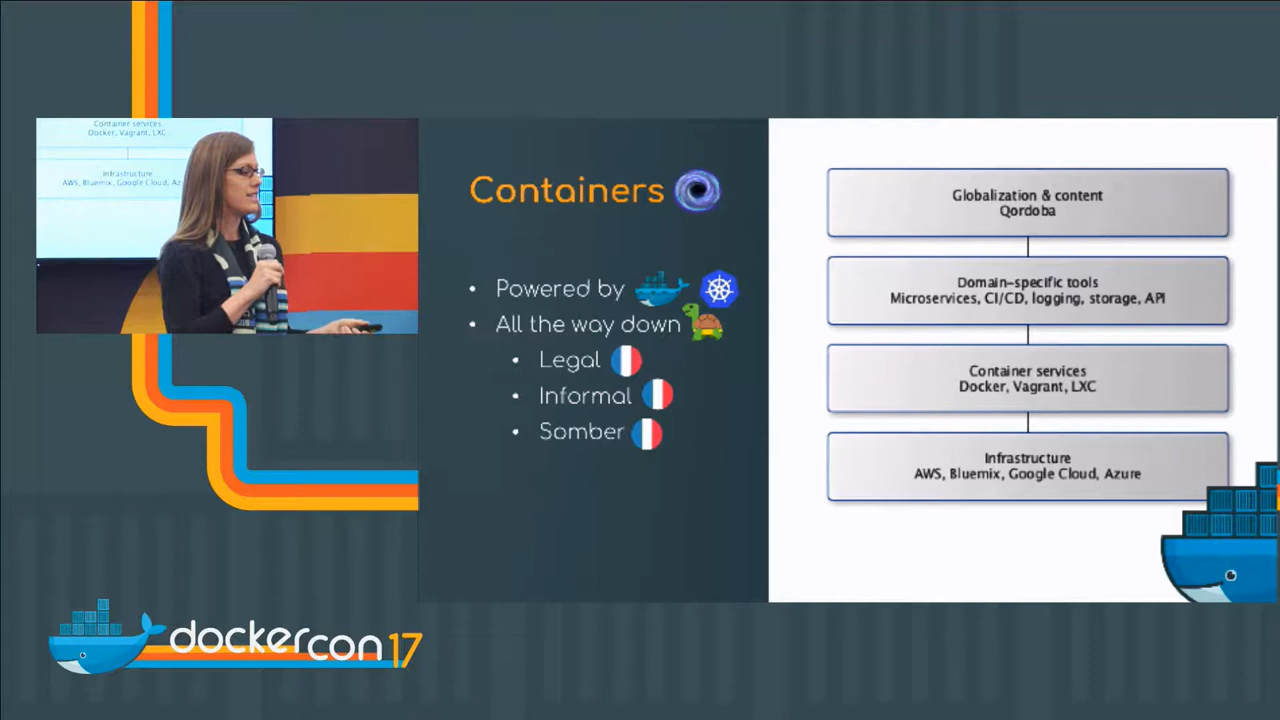 Container services
Docker, Vagrant, LXC
Infrastructure
AWS, Bluemix, Google Cloud,
Containers
• Powered by
• All the way down
• Legal
• Informal
• Somber
Globalization & content
Qordoba
Domain-specific tools
Microservices, CI/CD, logging, storage, API
Container services
Docker, Vagrant, LXC
Infrastructure
AWS, Bluemix, Google Cloud, Azure
dockercon 17